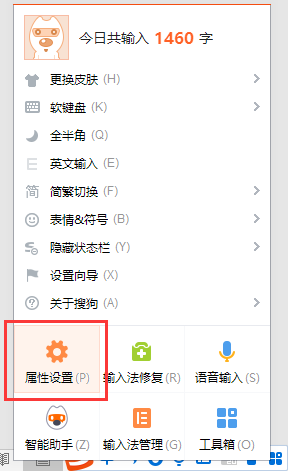 今日共输入 1460 字
更换皮肤 (H)
软键盘 (K)
全半角 (Q)
英文输入 (E)
简 简繁切换 (F)
表情&符号 (B)
隐藏状态栏 (Y)
设置向导 (X)
关于搜狗 (A)
属性设置 (P) 输入法修复 (R) 语音输入 (S)
智能助手 (Z) 输入法管理 (G) 工具箱 (O)